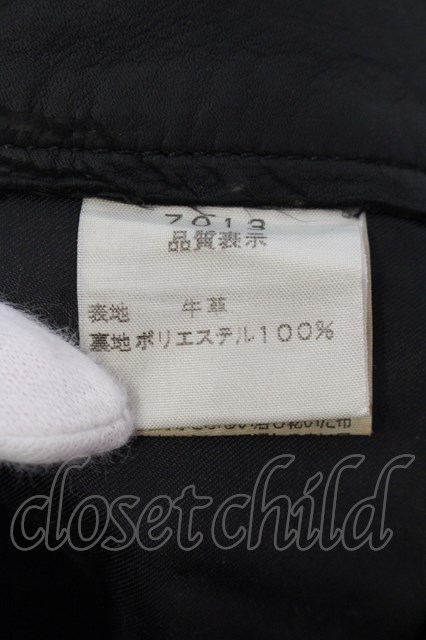 7013
品質表示
表地 牛革
裏地ポリエステル100%
closetchild